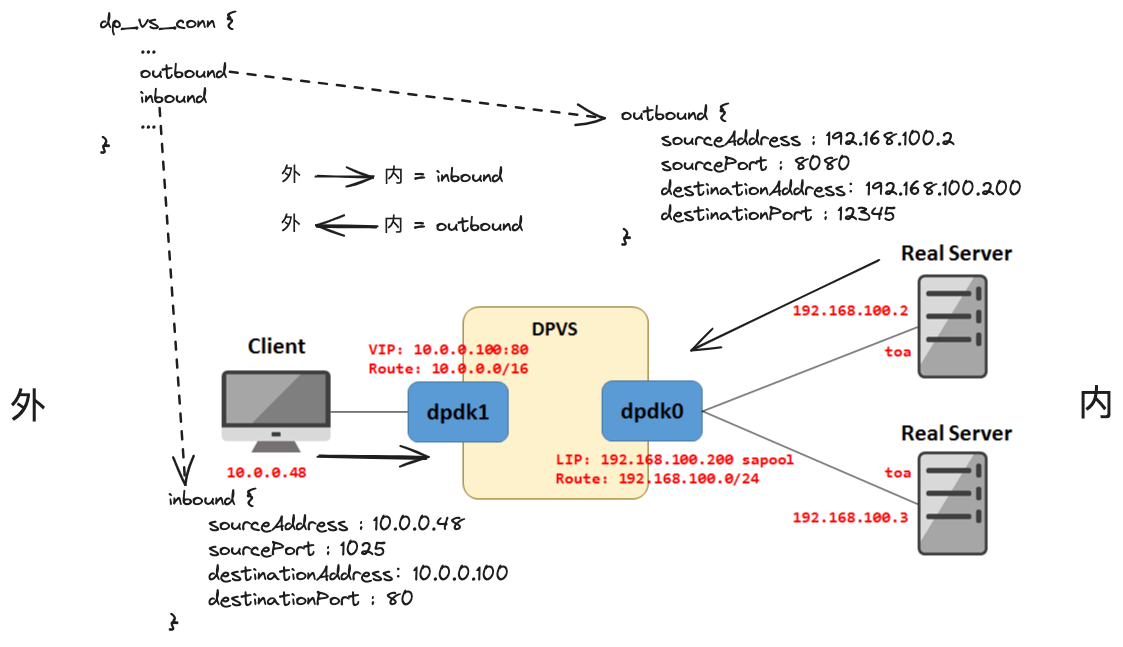 dp_vs_conn {
...
outbound
inbound
...
}
outbound {
sourceAddress : 192.168.100.2
sourcePort : 8080
destinationAddress: 192.168.100.200
destinationPort : 12345
}
外 内 = inbound
外 内 = outbound
Real Server
192.168.100.2
toa
DPVS
Client
VIP: 10.0.0.100:80
Route: 10.0.0.0/16
dpdk1
dpdk0
外
内
Real Server
LIP: 192.168.100.200 sapool
Route: 192.168.100.0/24
toa
192.168.100.3
10.0.0.48
inbound {
sourceAddress : 10.0.0.48
sourcePort : 1025
destinationAddress: 10.0.0.100
destinationPort : 80
}